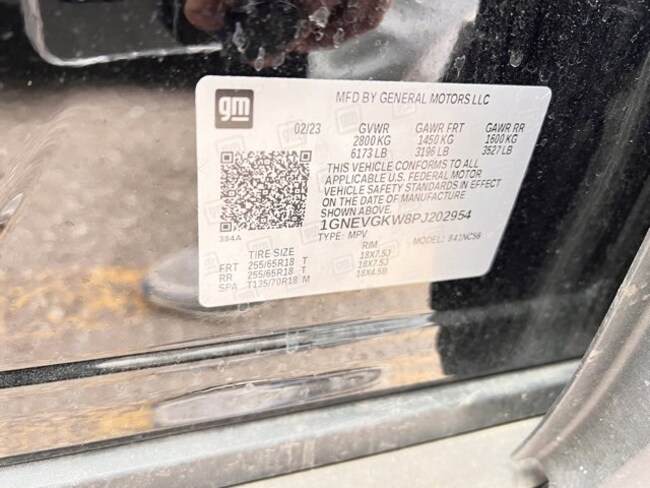 gm
MFD BY GENERAL MOTORS LLC
02/23 GVWR GAWR FRT GAWR RR
2800 KG 1450 KG 1600 KG
6173 LB 3196 LB 3527 LB
THIS VEHICLE CONFORMS TO ALL
APPLICABLE U.S. FEDERAL MOTOR
VEHICLE SAFETY STANDARDS IN EFFECT
ON THE DATE OF MANUFACTURE
SHOWN ABOVE.
1GNEVGKW8PJ202954
384A TYPE: MPV MODEL: 841NC56
TIRE SIZE RIM
FRT 255/65R18 T 18X7.5J
RR 255/65R18 T 18X7.5J
SPA T135/70R18 M 18X4.5B